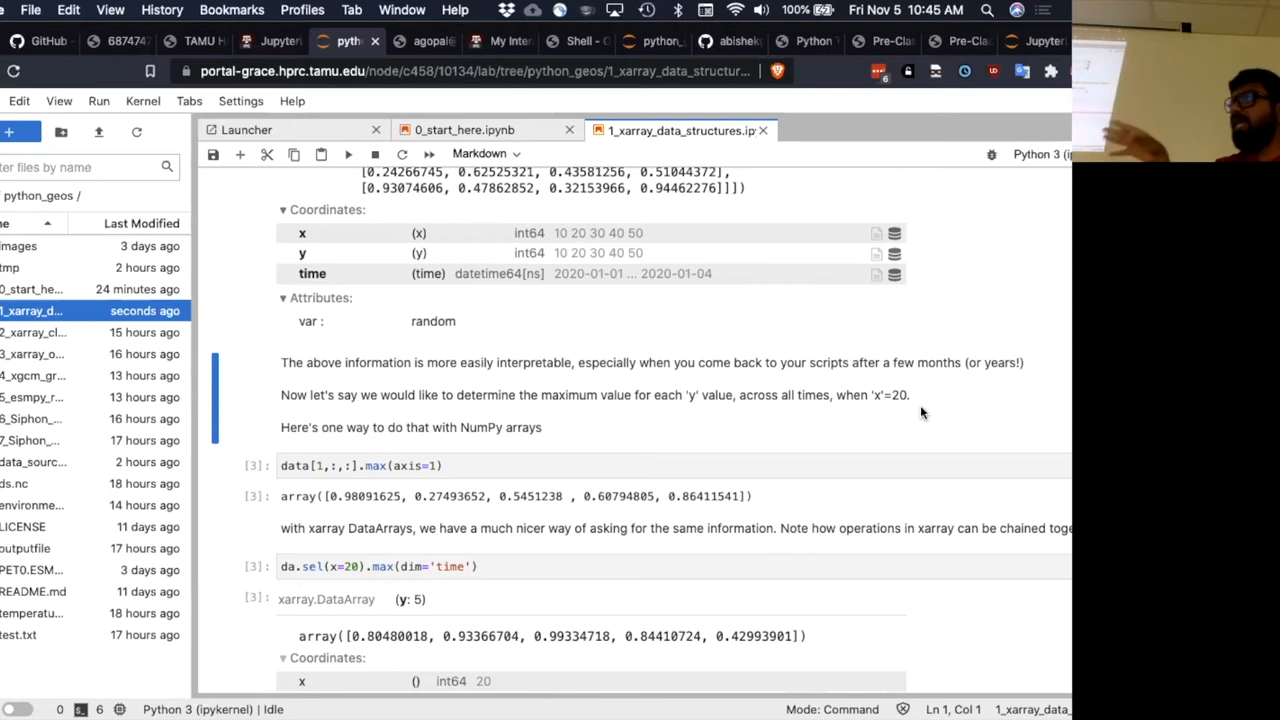 Finder File Edit View History Bookmarks Profiles Tab Window Help 100% Fri Nov 5 10:45 AM
GitHub - 6874747 TAMU H Jupyter pyth agopal My Inter Shell - O python_ abishek Python T Pre-Clas Pre-Clas Jupyter
portal-grace.hprc.tamu.edu/node/c458/10134/lab/tree/python_geos/1_xarray_data_structur...
6
Edit View Run Kernel Tabs Settings Help
Launcher 0_start_here.ipynb 1_xarray_data_structures.ip
Markdown Python 3 (ip
ter files by name
python_geos /
ne Last Modified
images 3 days ago
tmp 2 hours ago
0_start_he... 24 minutes ago
1_xarray_d... seconds ago
2_xarray_cl... 15 hours ago
3_xarray_o... 16 hours ago
4_xgcm_gr... 13 hours ago
5_esmpy_r... 13 hours ago
6_Siphon_... 17 hours ago
7_Siphon_... 17 hours ago
data_sourc... 2 hours ago
ds.nc 18 hours ago
environme... 14 hours ago
LICENSE 11 days ago
outputfile 17 hours ago
PET0.ESM... 3 days ago
README.md 11 days ago
temperatu... 18 hours ago
test.txt 17 hours ago
[0.24266745, 0.62525321, 0.43581256, 0.51044372],
[0.93074606, 0.47862852, 0.32153966, 0.94462276]]])
Coordinates:
x (x) int64 10 20 30 40 50
y (y) int64 10 20 30 40 50
time (time) datetime64[ns] 2020-01-01 ... 2020-01-04
Attributes:
var : random
The above information is more easily interpretable, especially when you come back to your scripts after a few months (or years!)
Now let's say we would like to determine the maximum value for each 'y' value, across all times, when 'x'=20.
Here's one way to do that with NumPy arrays
[3]: data[1,:,:].max(axis=1)
[3]: array([0.98091625, 0.27493652, 0.5451238 , 0.60794805, 0.86411541])
with xarray DataArrays, we have a much nicer way of asking for the same information. Note how operations in xarray can be chained toge
[3]: da.sel(x=20).max(dim='time')
[3]: xarray.DataArray (y: 5)
array([0.80480018, 0.93366704, 0.99334718, 0.84410724, 0.42993901])
Coordinates:
x () int64 20
0 6 Python 3 (ipykernel) | Idle Mode: Command Ln 1, Col 1 1_xarray_data_